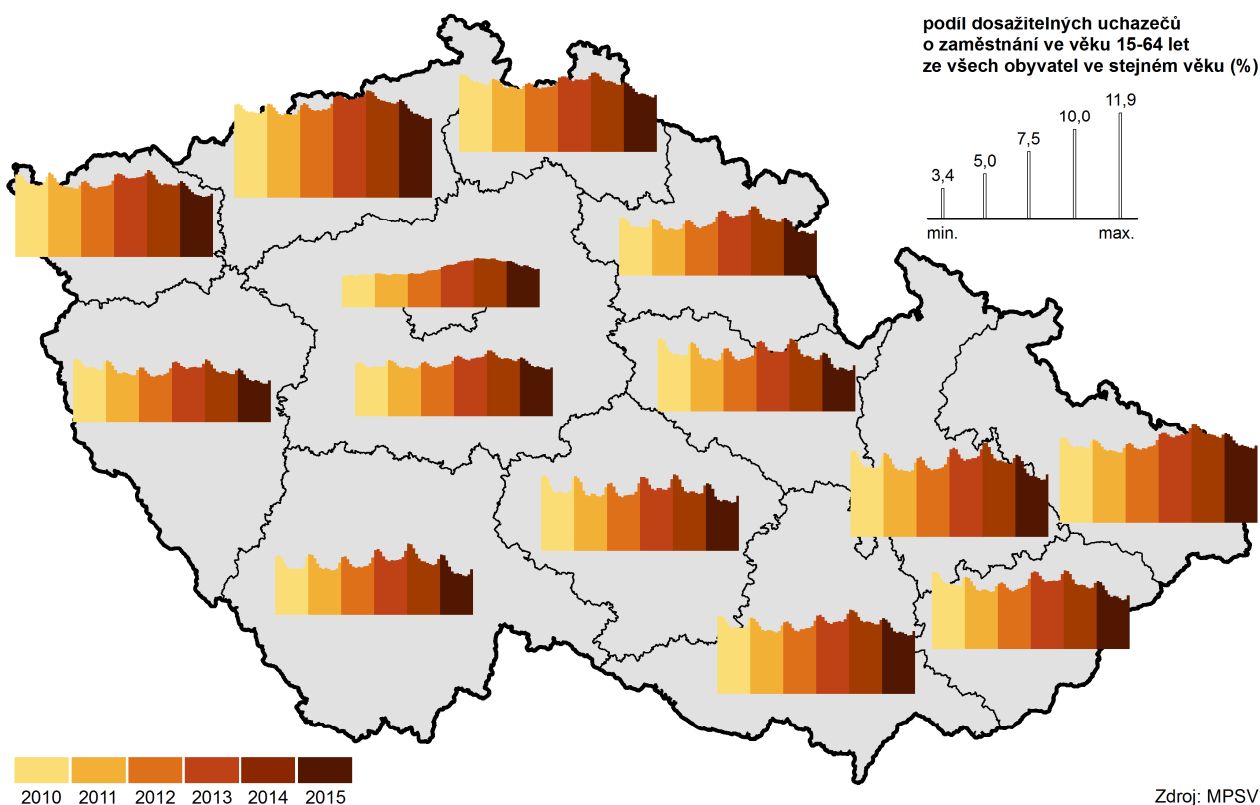 podíl dosažitelných uchazečů
o zaměstnání ve věku 15-64 let
ze všech obyvatel ve stejném věku (%)
3,4
5,0
7,5
10,0
11,9
min.
max.
2010 2011 2012 2013 2014 2015
Zdroj: MPSV